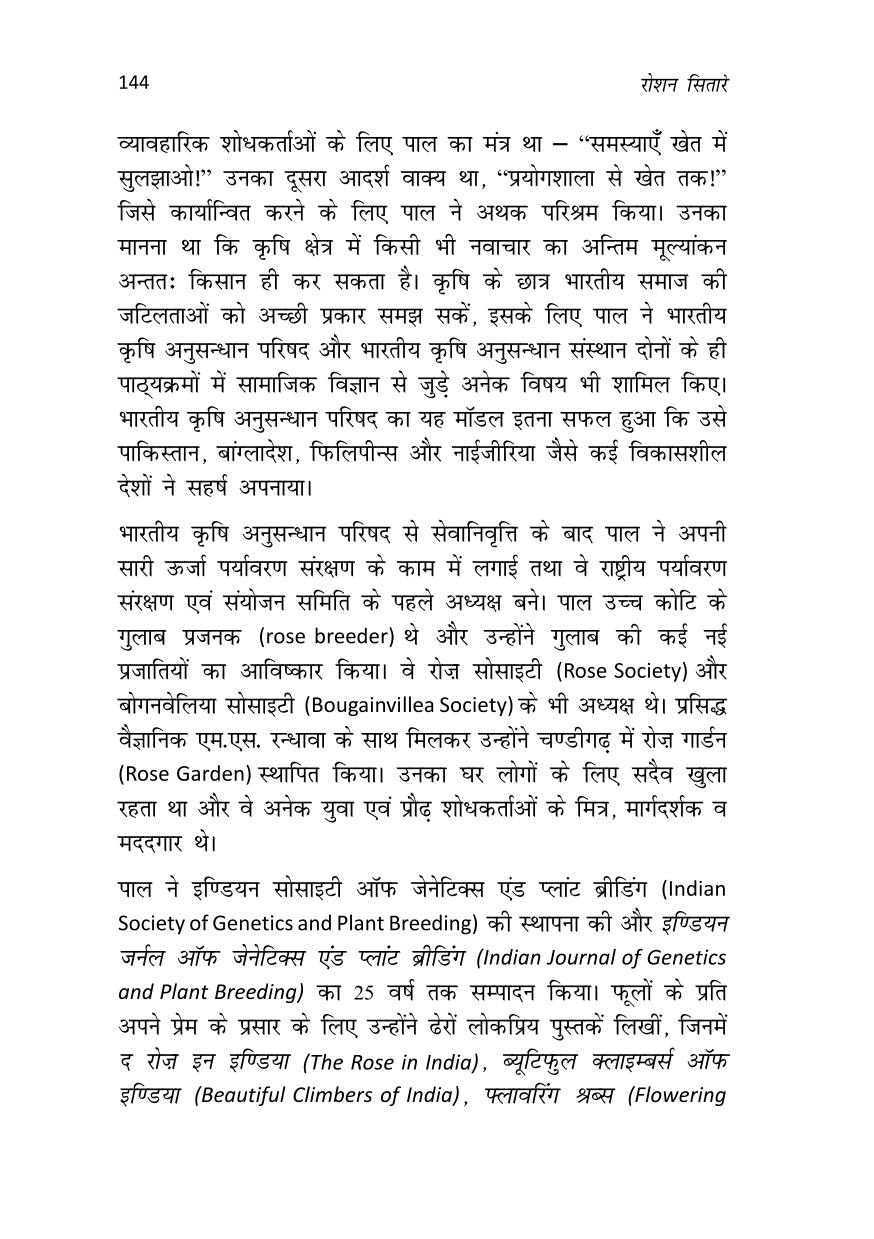 144 रोशन सितारे
व्यावहारिक शोधकर्ताओं के लिए पाल का मंत्र था – “समस्याएँ खेत में
सुलझाओ!” उनका दूसरा आदर्श वाक्य था, “प्रयोगशाला से खेत तक!”
जिसे कार्यान्वित करने के लिए पाल ने अथक परिश्रम किया। उनका
मानना था कि कृषि क्षेत्र में किसी भी नवाचार का अन्तिम मूल्यांकन
अन्ततः किसान ही कर सकता है। कृषि के छात्र भारतीय समाज की
जटिलताओं को अच्छी प्रकार समझ सकें, इसके लिए पाल ने भारतीय
कृषि अनुसन्धान परिषद और भारतीय कृषि अनुसन्धान संस्थान दोनों के ही
पाठ्यक्रमों में सामाजिक विज्ञान से जुड़े अनेक विषय भी शामिल किए।
भारतीय कृषि अनुसन्धान परिषद का यह मॉडल इतना सफल हुआ कि उसे
पाकिस्तान, बांग्लादेश, फिलिपीन्स और नाईजीरिया जैसे कई विकासशील
देशों ने सहर्ष अपनाया।
भारतीय कृषि अनुसन्धान परिषद से सेवानिवृत्ति के बाद पाल ने अपनी
सारी ऊर्जा पर्यावरण संरक्षण के काम में लगाई तथा वे राष्ट्रीय पर्यावरण
संरक्षण एवं संयोजन समिति के पहले अध्यक्ष बने। पाल उच्च कोटि के
गुलाब प्रजनक (rose breeder) थे और उन्होंने गुलाब की कई नई
प्रजातियों का आविष्कार किया। वे रोज़ सोसाइटी (Rose Society) और
बोगनवेलिया सोसाइटी (Bougainvillea Society) के भी अध्यक्ष थे। प्रसिद्ध
वैज्ञानिक एम.एस. रन्धावा के साथ मिलकर उन्होंने चण्डीगढ़ में रोज़ गार्डन
(Rose Garden) स्थापित किया। उनका घर लोगों के लिए सदैव खुला
रहता था और वे अनेक युवा एवं प्रौढ़ शोधकर्ताओं के मित्र, मार्गदर्शक व
मददगार थे।
पाल ने इण्डियन सोसाइटी ऑफ जेनेटिक्स एंड प्लांट ब्रीडिंग (Indian
Society of Genetics and Plant Breeding) की स्थापना की और इण्डियन
जर्नल ऑफ जेनेटिक्स एंड प्लांट ब्रीडिंग (Indian Journal of Genetics
and Plant Breeding) का 25 वर्ष तक सम्पादन किया। फूलों के प्रति
अपने प्रेम के प्रसार के लिए उन्होंने ढेरों लोकप्रिय पुस्तकें लिखीं, जिनमें
द रोज़ इन इण्डिया (The Rose in India), ब्यूटिफुल क्लाइम्बर्स ऑफ
इण्डिया (Beautiful Climbers of India), फ्लावरिंग श्रब्स (Flowering